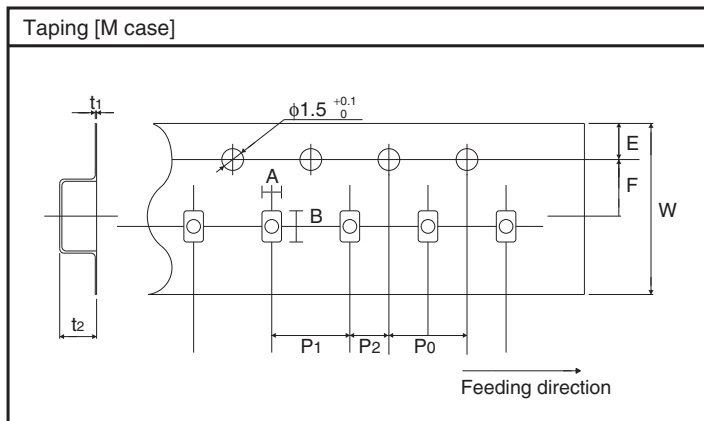 Taping [M case]
t1
ϕ1.5 +0.1 0
E
A
F
B
W
t2
P1 P2 P0
Feeding direction